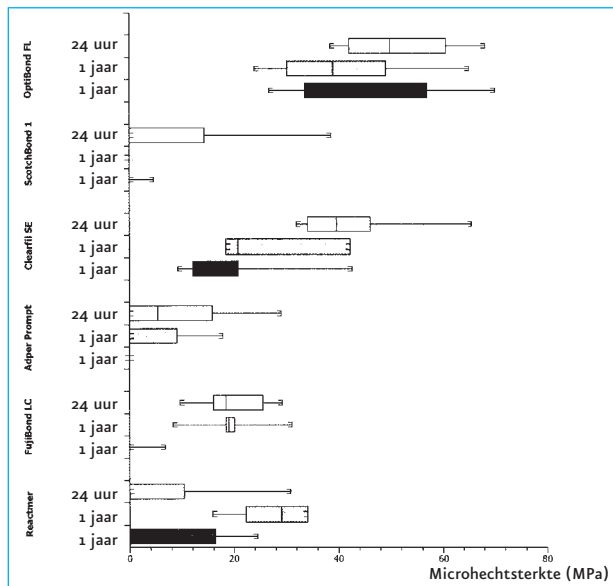 OptiBond FL
24 uur
1 jaar
1 jaar
ScotchBond 1
24 uur
1 jaar
1 jaar
Clearfil SE
24 uur
1 jaar
1 jaar
Adper Prompt
24 uur
1 jaar
1 jaar
FujiBond LC
24 uur
1 jaar
1 jaar
Reactmer
24 uur
1 jaar
1 jaar
0 20 40 60 80
Microhechtsterkte (MPa)